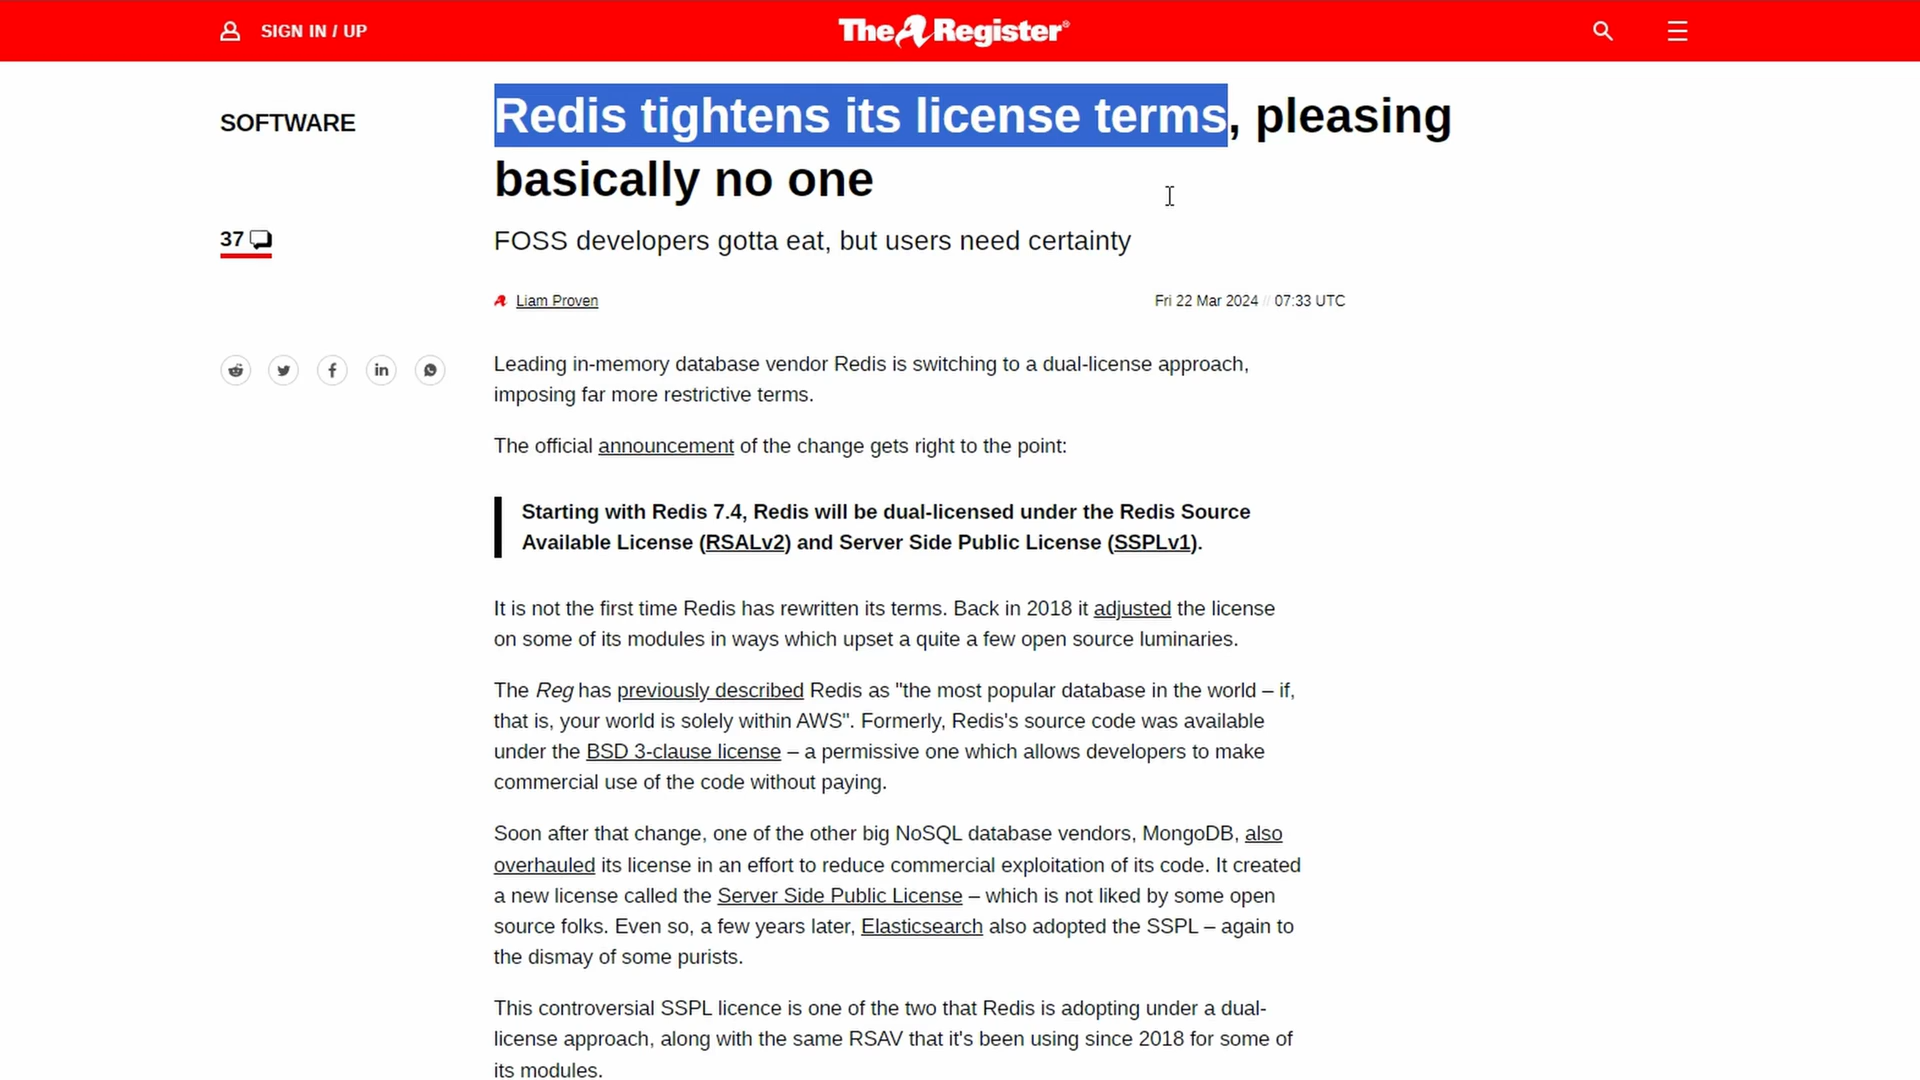 SIGN IN / UP
The Register®
SOFTWARE
Redis tightens its license terms, pleasing
basically no one
37
FOSS developers gotta eat, but users need certainty
Liam Proven
Fri 22 Mar 2024 // 07:33 UTC
Leading in-memory database vendor Redis is switching to a dual-license approach,
imposing far more restrictive terms.
The official announcement of the change gets right to the point:
Starting with Redis 7.4, Redis will be dual-licensed under the Redis Source
Available License (RSALv2) and Server Side Public License (SSPLv1).
It is not the first time Redis has rewritten its terms. Back in 2018 it adjusted the license
on some of its modules in ways which upset a quite a few open source luminaries.
The Reg has previously described Redis as "the most popular database in the world – if,
that is, your world is solely within AWS". Formerly, Redis's source code was available
under the BSD 3-clause license – a permissive one which allows developers to make
commercial use of the code without paying.
Soon after that change, one of the other big NoSQL database vendors, MongoDB, also
overhauled its license in an effort to reduce commercial exploitation of its code. It created
a new license called the Server Side Public License – which is not liked by some open
source folks. Even so, a few years later, Elasticsearch also adopted the SSPL – again to
the dismay of some purists.
This controversial SSPL licence is one of the two that Redis is adopting under a dual-
license approach, along with the same RSAV that it's been using since 2018 for some of
its modules.